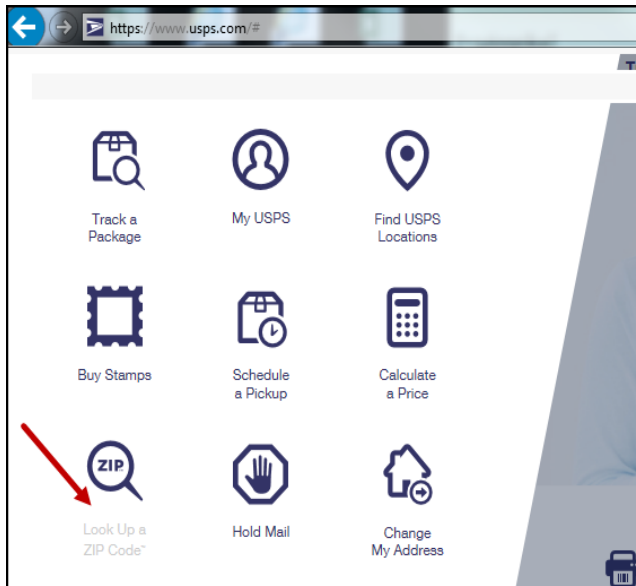 https://www.usps.com/#
T
Track a
Package
My USPS
Find USPS
Locations
Buy Stamps
Schedule
a Pickup
Calculate
a Price
ZIP
Look Up a
ZIP Code™
Hold Mail
Change
My Address